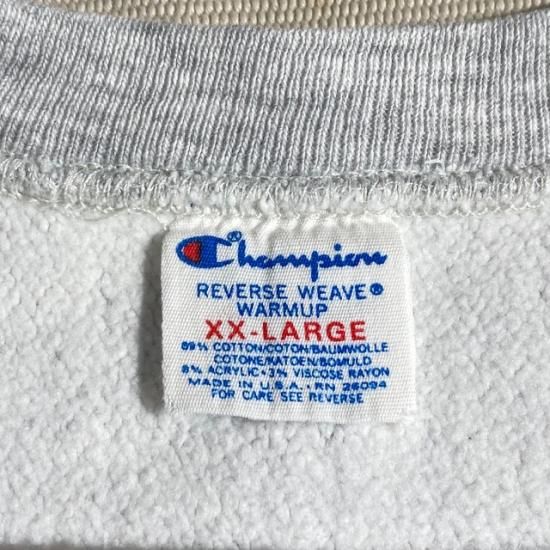 Champion®
REVERSE WEAVE®
WARMUP
XX-LARGE
89% COTTON/COTON/BAUMWOLLE
COTONE/KATOEN/BOMULD
8% ACRYLIC•3% VISCOSE RAYON
MADE IN U.S.A. • RN 26094
FOR CARE SEE REVERSE